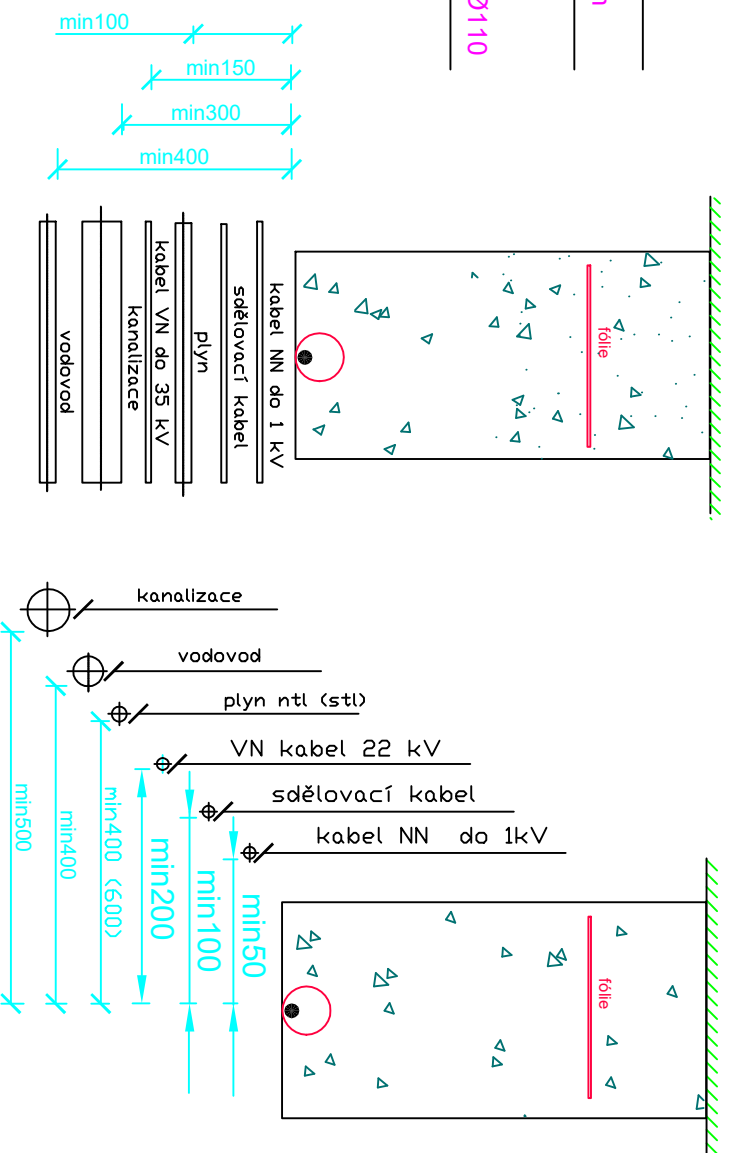 Ø110
n
min100
min150
min300
min400
fólie
kabel NN do 1 kV
sdělovací kabel
plyn
kabel VN do 35 kV
kanalizace
vodovod
kanalizace
vodovod
plyn ntl (stl)
VN kabel 22 kV
sdělovací kabel
kabel NN do 1kV
min500
min400
min400 (600)
min200
min100
min50
fólie